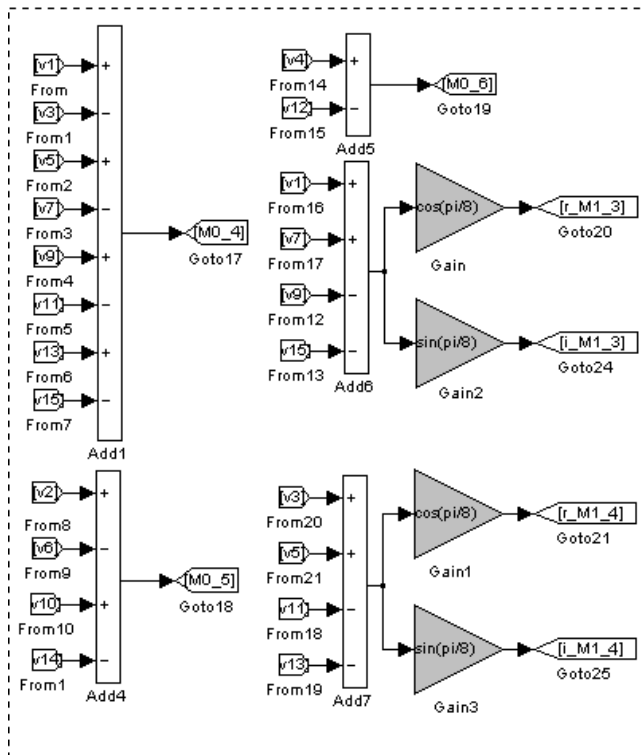 [v1]
+
From
[v3]
−
From1
[v5]
+
From2
[v7]
−
From3
[v9]
+
From4
v11
−
From5
v13
+
From6
v15
−
From7
Add1
[M0_4]
Goto17
[v4]
+
From14
v12
−
From15
Add5
[M0_6]
Goto19
[v1]
+
From16
[v7]
+
From17
[v9]
−
From12
v15
−
From13
Add6
cos(pi/8)
Gain
[r_M1_3]
Goto20
sin(pi/8)
Gain2
[i_M1_3]
Goto24
[v2]
+
From8
[v6]
−
From9
v10
+
From10
v14
−
From1
Add4
[M0_5]
Goto18
[v3]
+
From20
[v5]
+
From21
v11
−
From18
v13
−
From19
Add7
cos(pi/8)
Gain1
[r_M1_4]
Goto21
sin(pi/8)
Gain3
[i_M1_4]
Goto25